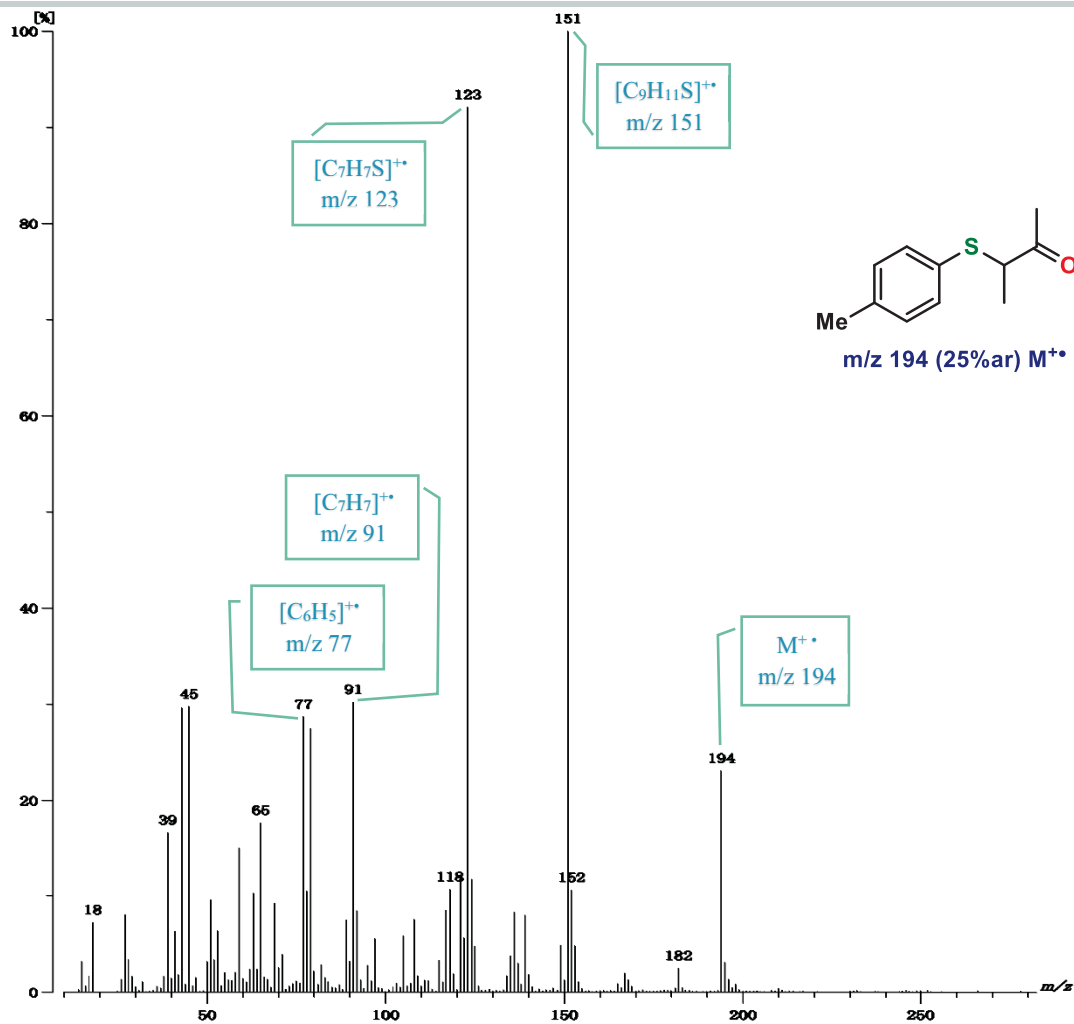 [%]
151
100
[C₉H₁₁S]⁺•
m/z 151
123
[C₇H₇S]⁺•
m/z 123
80
S
O
Me
m/z 194 (25%ar) M⁺•
60
[C₇H₇]⁺•
m/z 91
[C₆H₅]⁺•
m/z 77
40
M⁺•
m/z 194
45
77
91
194
20
39
65
118
152
18
182
0
50
100
150
200
250
m/z